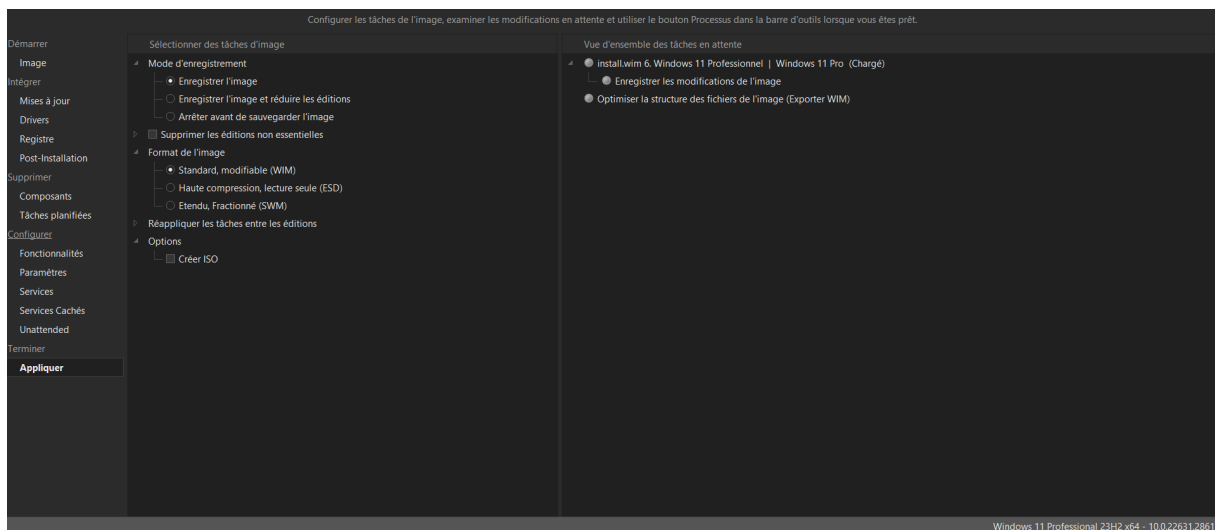 Configurer les tâches de l'image, examiner les modifications en attente et utiliser le bouton Processus dans la barre d'outils lorsque vous êtes prêt.
Démarrer
Image
Intégrer
Mises à jour
Drivers
Registre
Post-Installation
Supprimer
Composants
Tâches planifiées
Configurer
Fonctionnalités
Paramètres
Services
Services Cachés
Unattended
Terminer
Appliquer
Sélectionner des tâches d'image
Mode d'enregistrement
Enregistrer l'image
Enregistrer l'image et réduire les éditions
Arrêter avant de sauvegarder l'image
Supprimer les éditions non essentielles
Format de l'image
Standard, modifiable (WIM)
Haute compression, lecture seule (ESD)
Etendu, Fractionné (SWM)
Réappliquer les tâches entre les éditions
Options
Créer ISO
Vue d'ensemble des tâches en attente
install.wim 6. Windows 11 Professionnel | Windows 11 Pro (Chargé)
Enregistrer les modifications de l'image
Optimiser la structure des fichiers de l'image (Exporter WIM)
Windows 11 Professional 23H2 x64 - 10.0.22631.2861